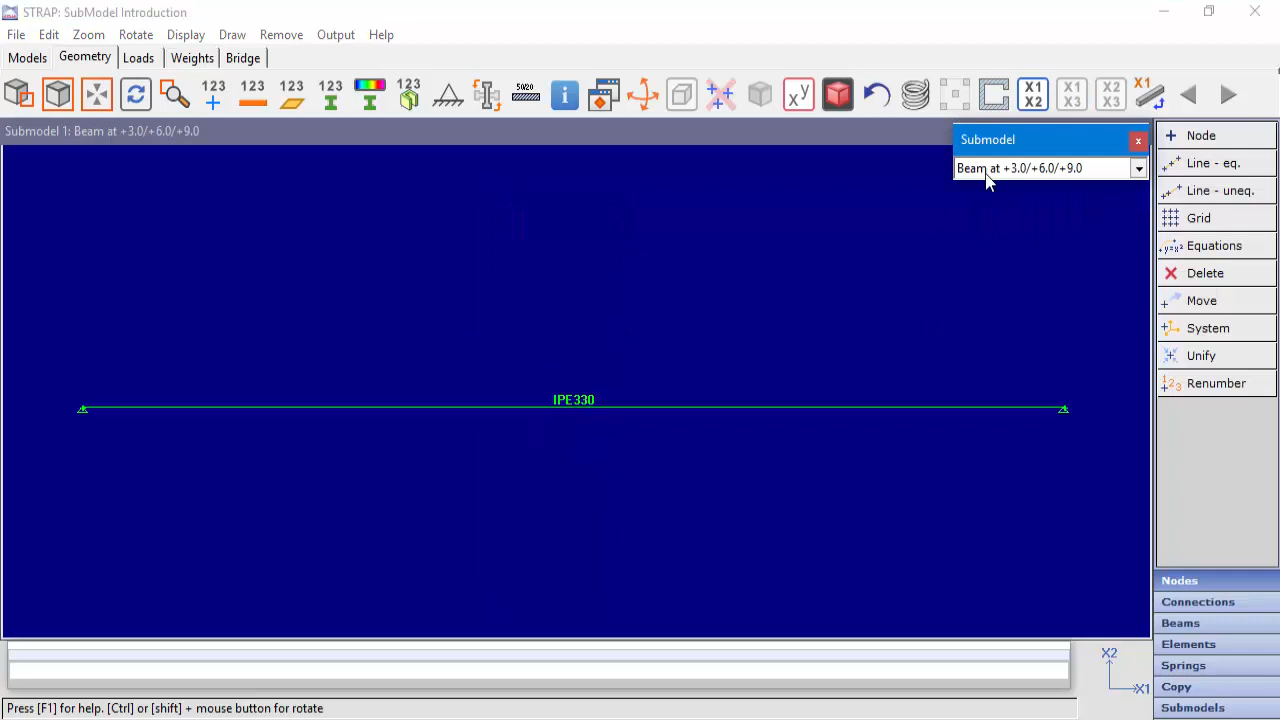 STRAP: SubModel Introduction
File Edit Zoom Rotate Display Draw Remove Output Help
Models Geometry Loads Weights Bridge
123 123 123 123 123 50/20 i x y X1 X2 X1 X3 X2 X3 X1
Submodel 1: Beam at +3.0/+6.0/+9.0
Submodel x
Beam at +3.0/+6.0/+9.0
IPE330
Node
Line - eq.
Line - uneq.
Grid
y=x² Equations
Delete
Move
System
Unify
123 Renumber
Nodes
Connections
Beams
Elements
Springs
Copy
Submodels
X2
X1
Press [F1] for help. [Ctrl] or [shift] + mouse button for rotate